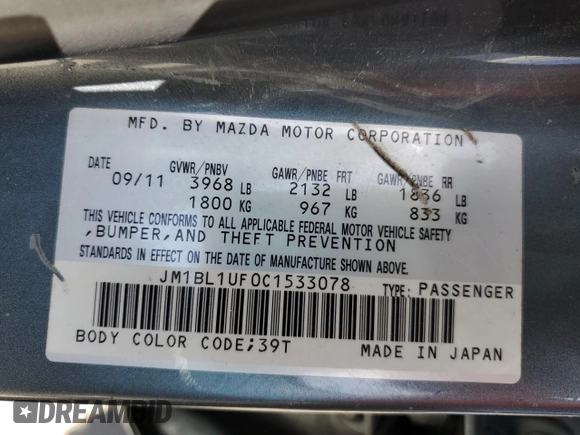 MFD. BY MAZDA MOTOR CORPORATION
DATE GVWR/PNBV GAWR/PNBE FRT GAWR/PNBE RR
09/11 3968 LB 2132 LB 1836 LB
1800 KG 967 KG 833 KG
THIS VEHICLE CONFORMS TO ALL APPLICABLE FEDERAL MOTOR VEHICLE SAFETY
,BUMPER,AND THEFT PREVENTION
STANDARDS IN EFFECT ON THE DATE OF MANUFACTURE SHOWN ABOVE.
JM1BL1UF0C1533078 TYPE: PASSENGER
BODY COLOR CODE;39T MADE IN JAPAN
DREAMBID